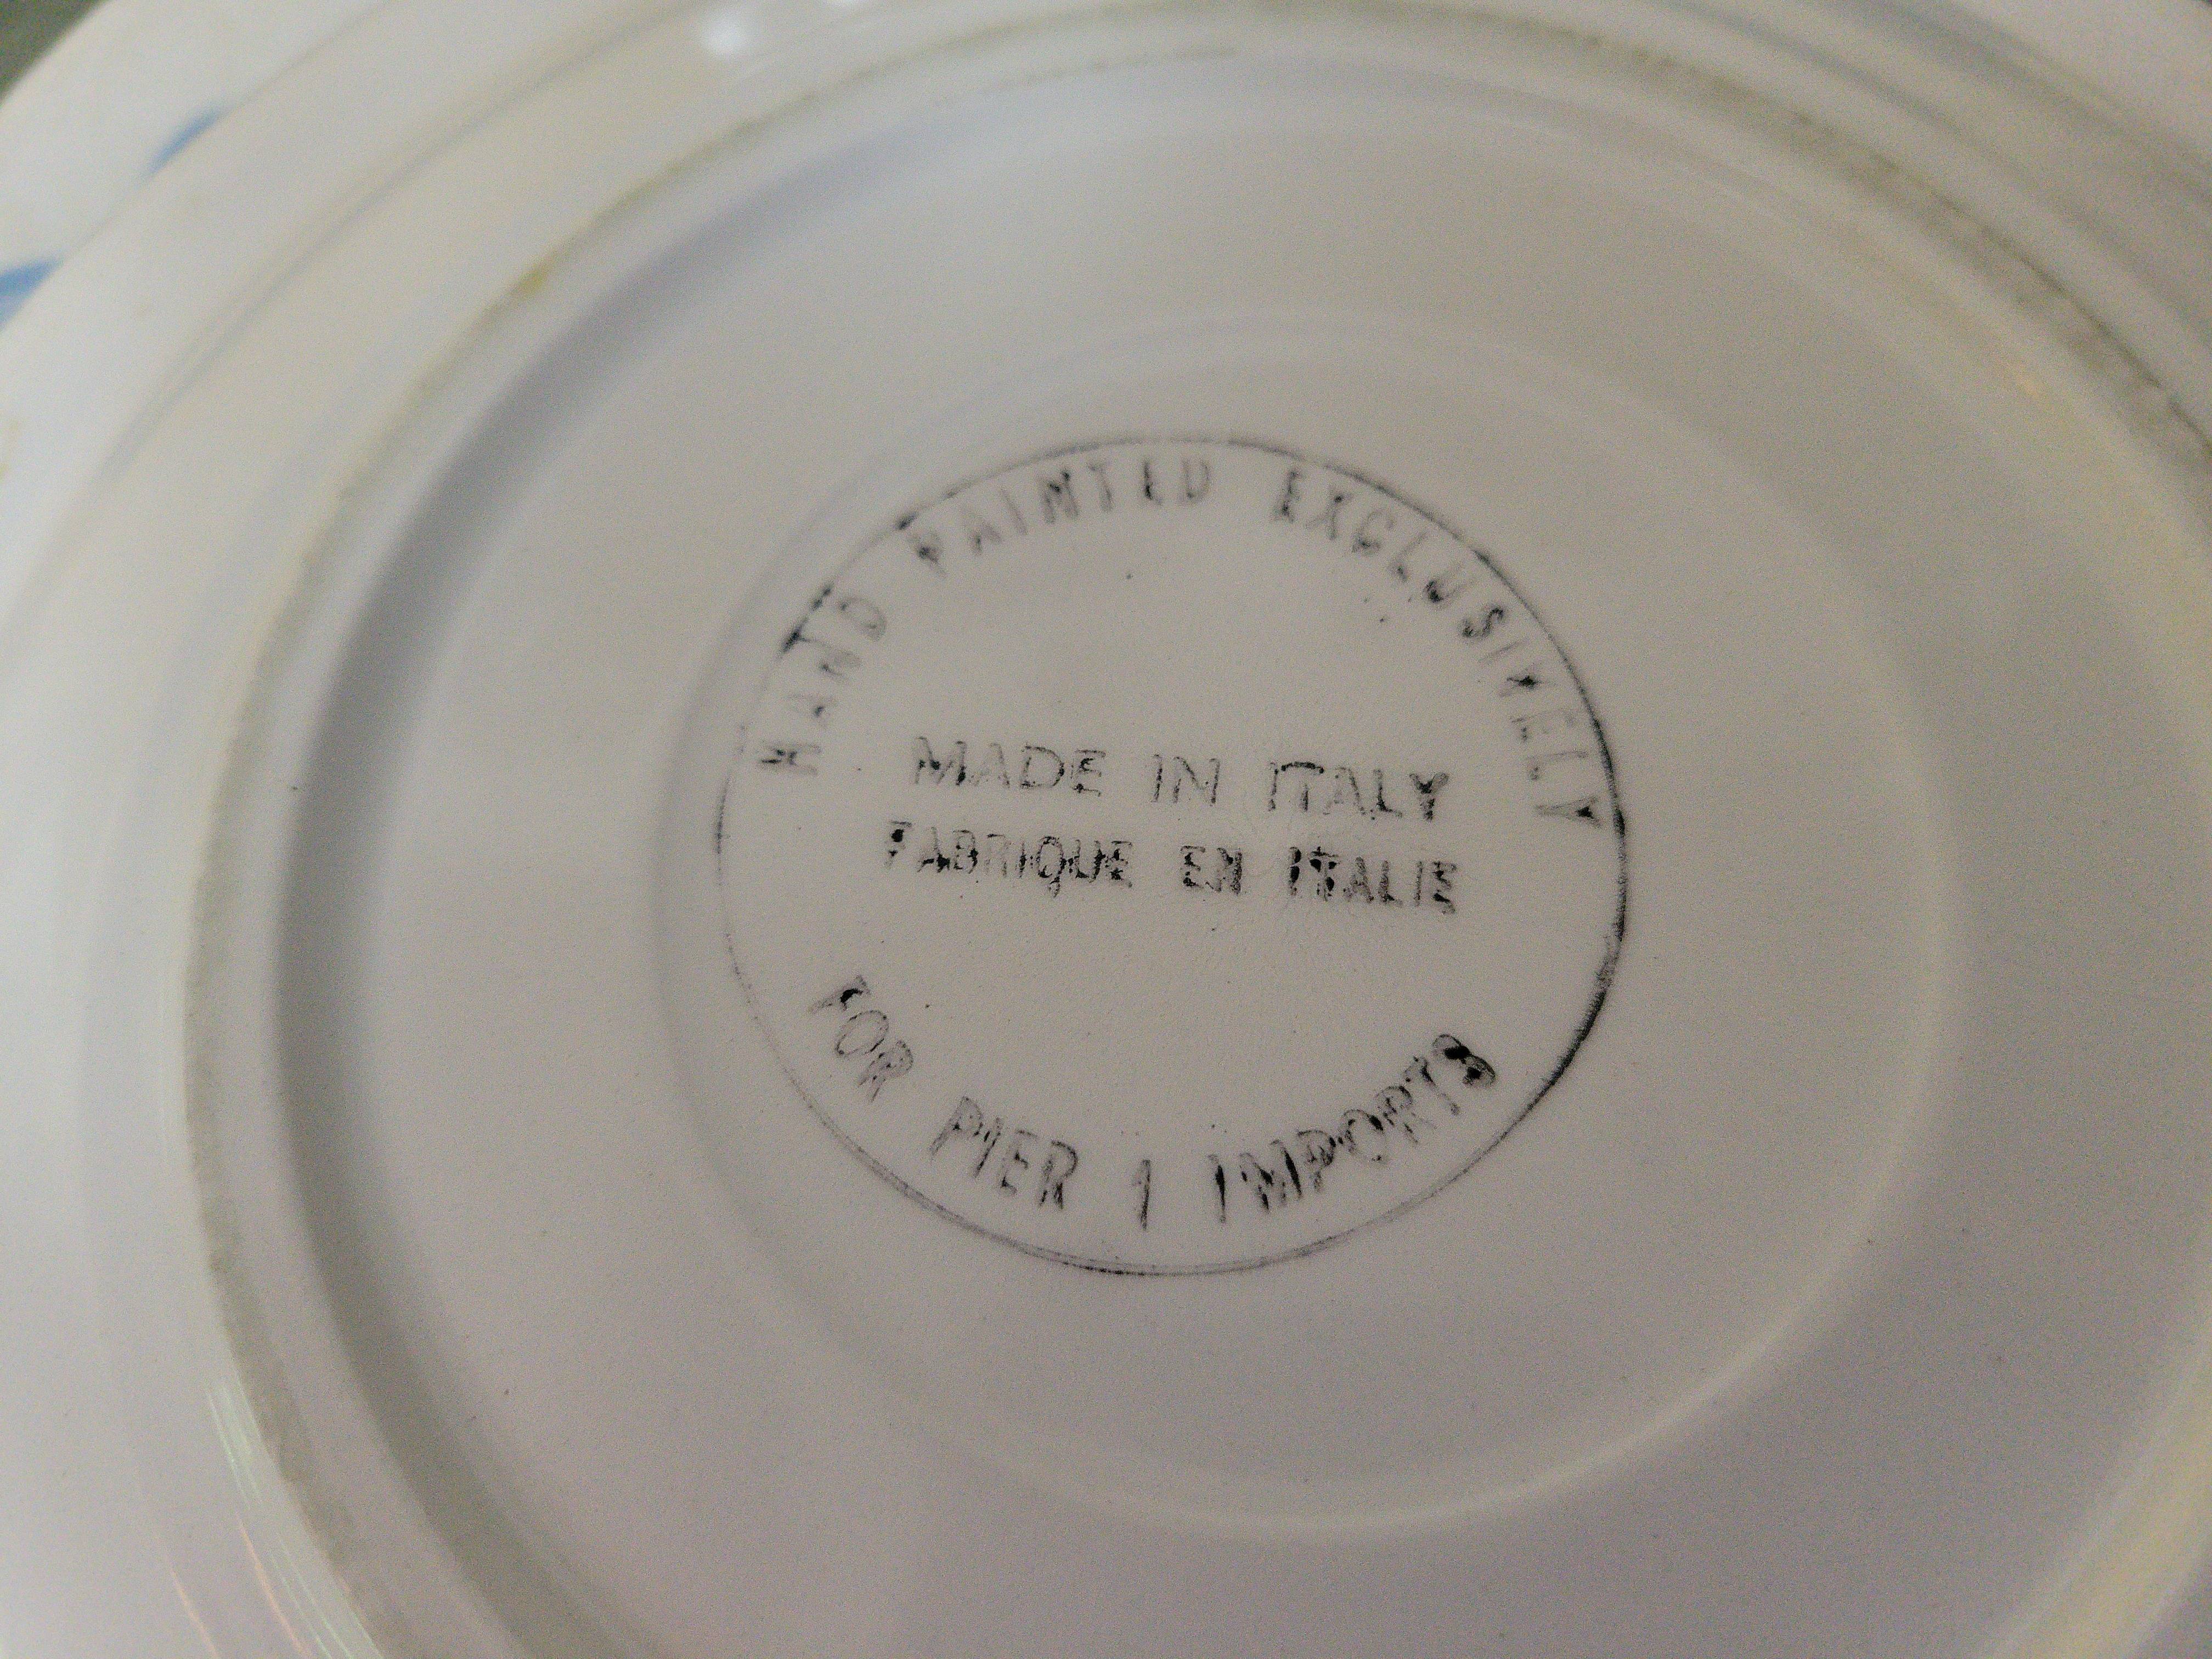 HAND PAINTED EXCLUSIVELY
MADE IN ITALY
FABRIQUE EN ITALIE
FOR PIER 1 IMPORTS